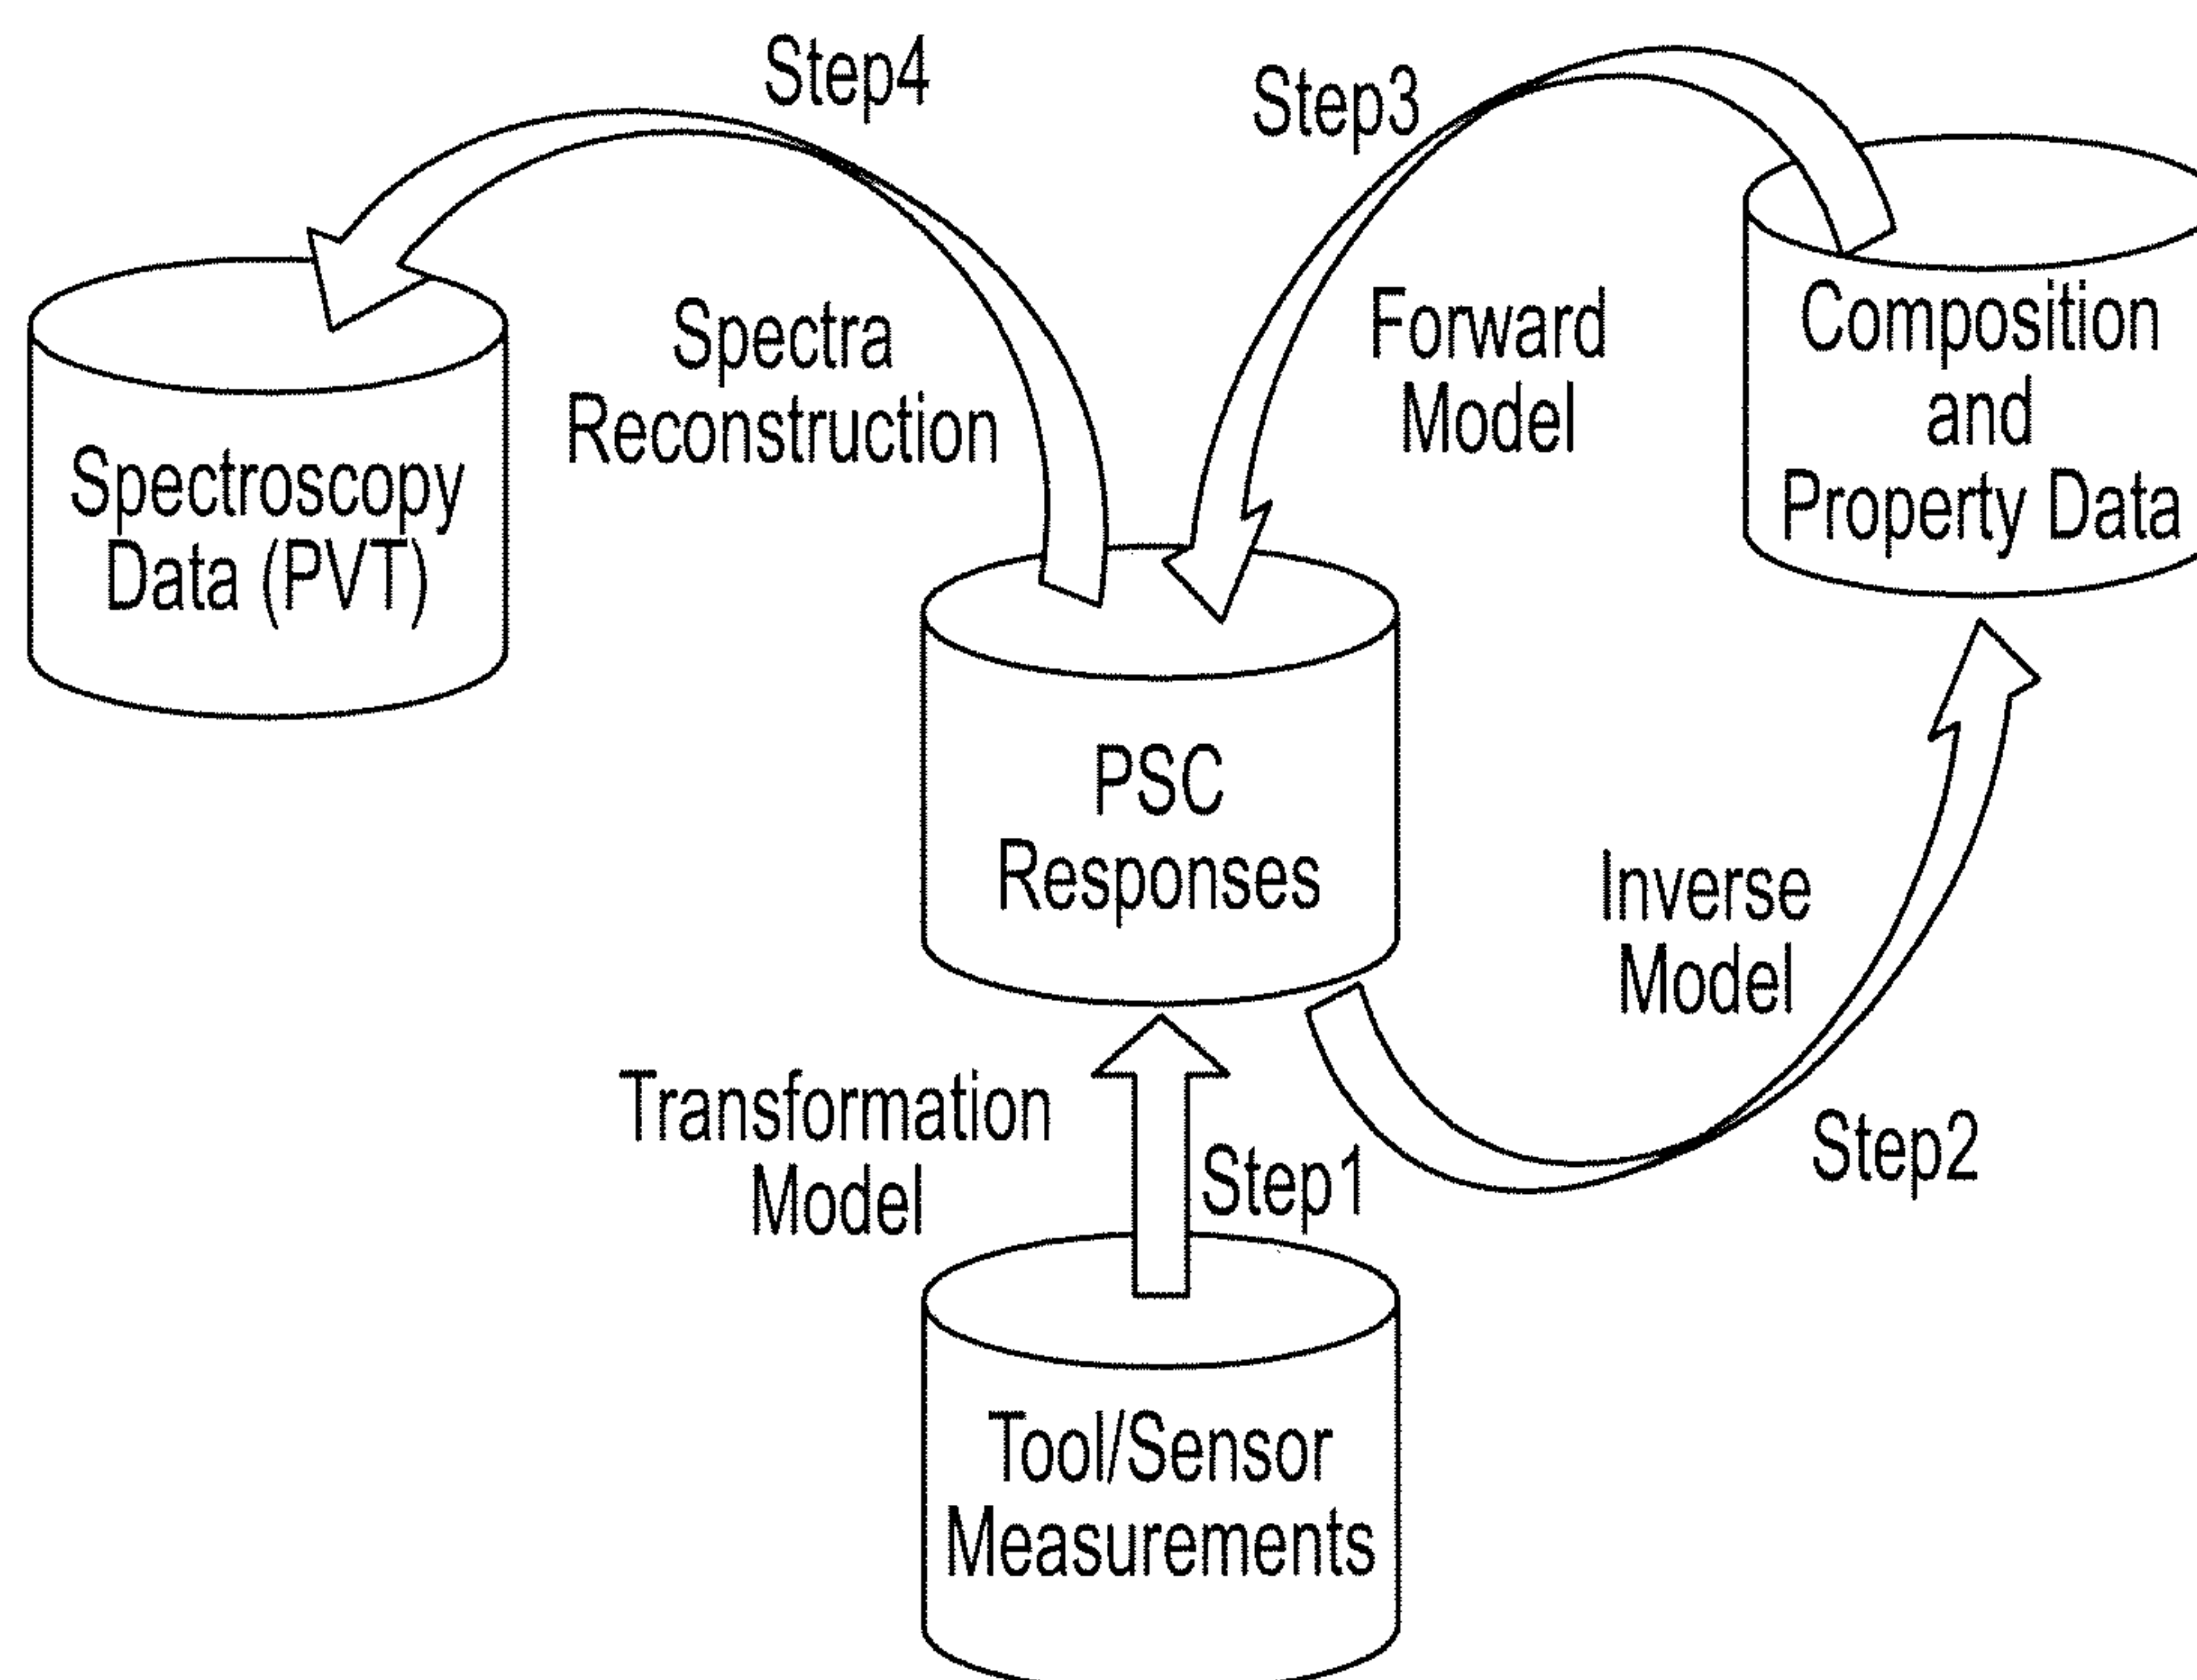 Step4
Step3
Spectra
Reconstruction
Forward
Model
Composition
and
Property Data
Spectroscopy
Data (PVT)
PSC
Responses
Inverse
Model
Transformation
Model
Step1
Step2
Tool/Sensor
Measurements